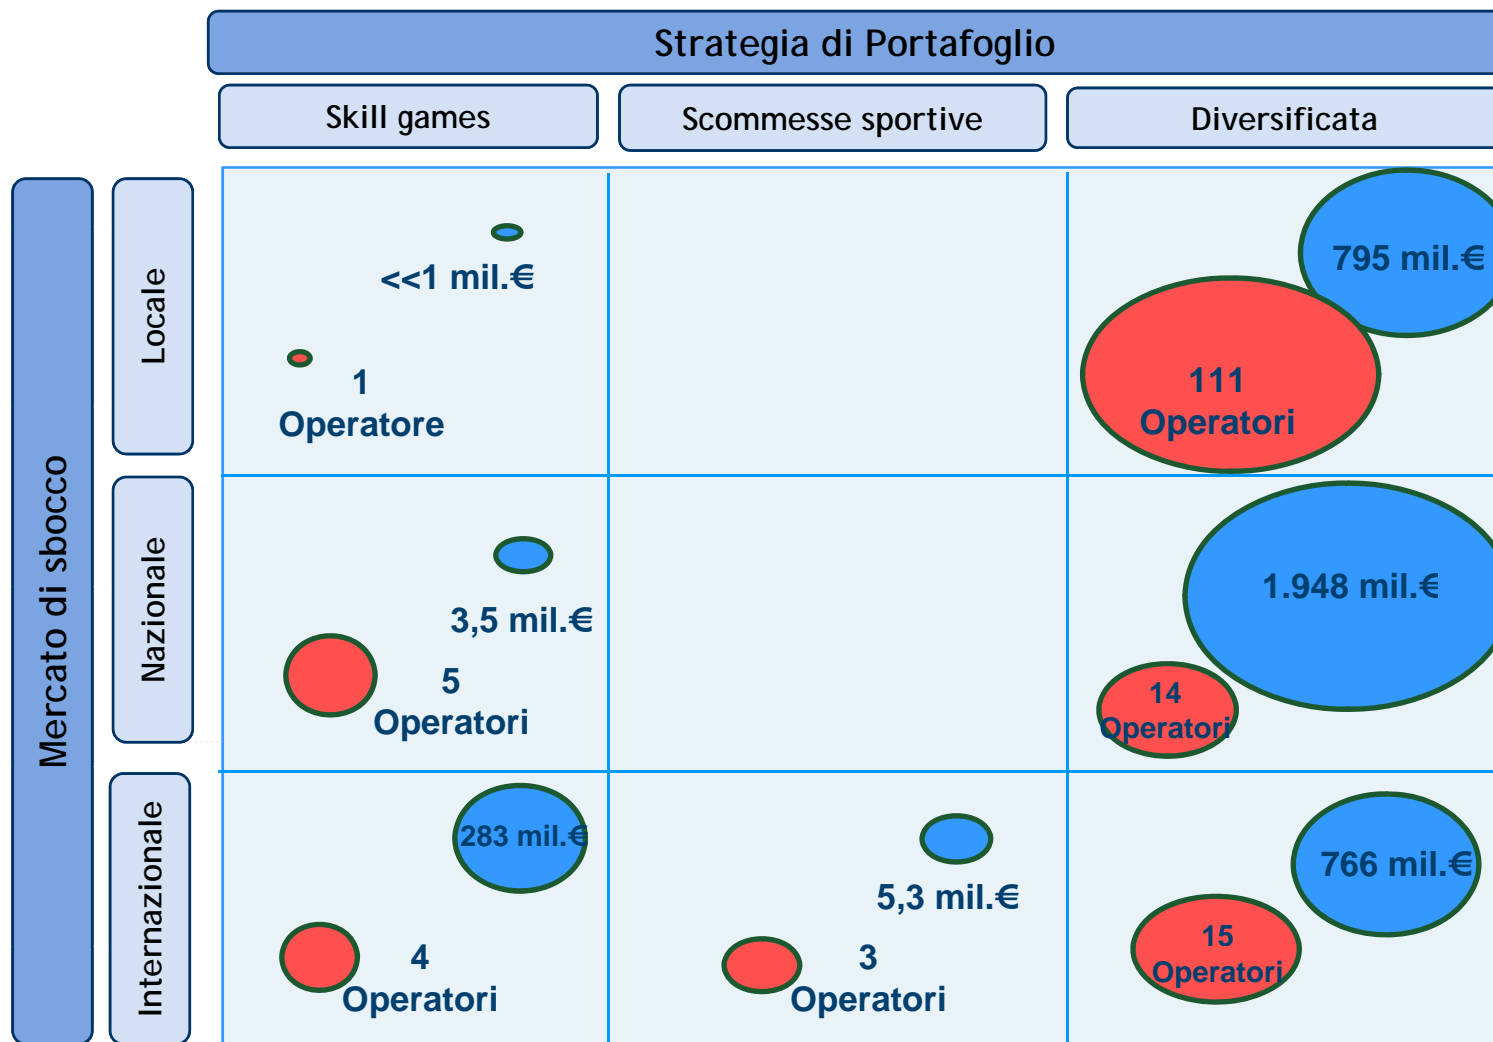 Strategia di Portafoglio
Skill games
Scommesse sportive
Diversificata
Mercato di sbocco
Locale
<<1 mil.€
1
Operatore
795 mil.€
111
Operatori
Nazionale
3,5 mil.€
5
Operatori
1.948 mil.€
14
Operatori
Internazionale
283 mil.€
4
Operatori
5,3 mil.€
3
Operatori
766 mil.€
15
Operatori